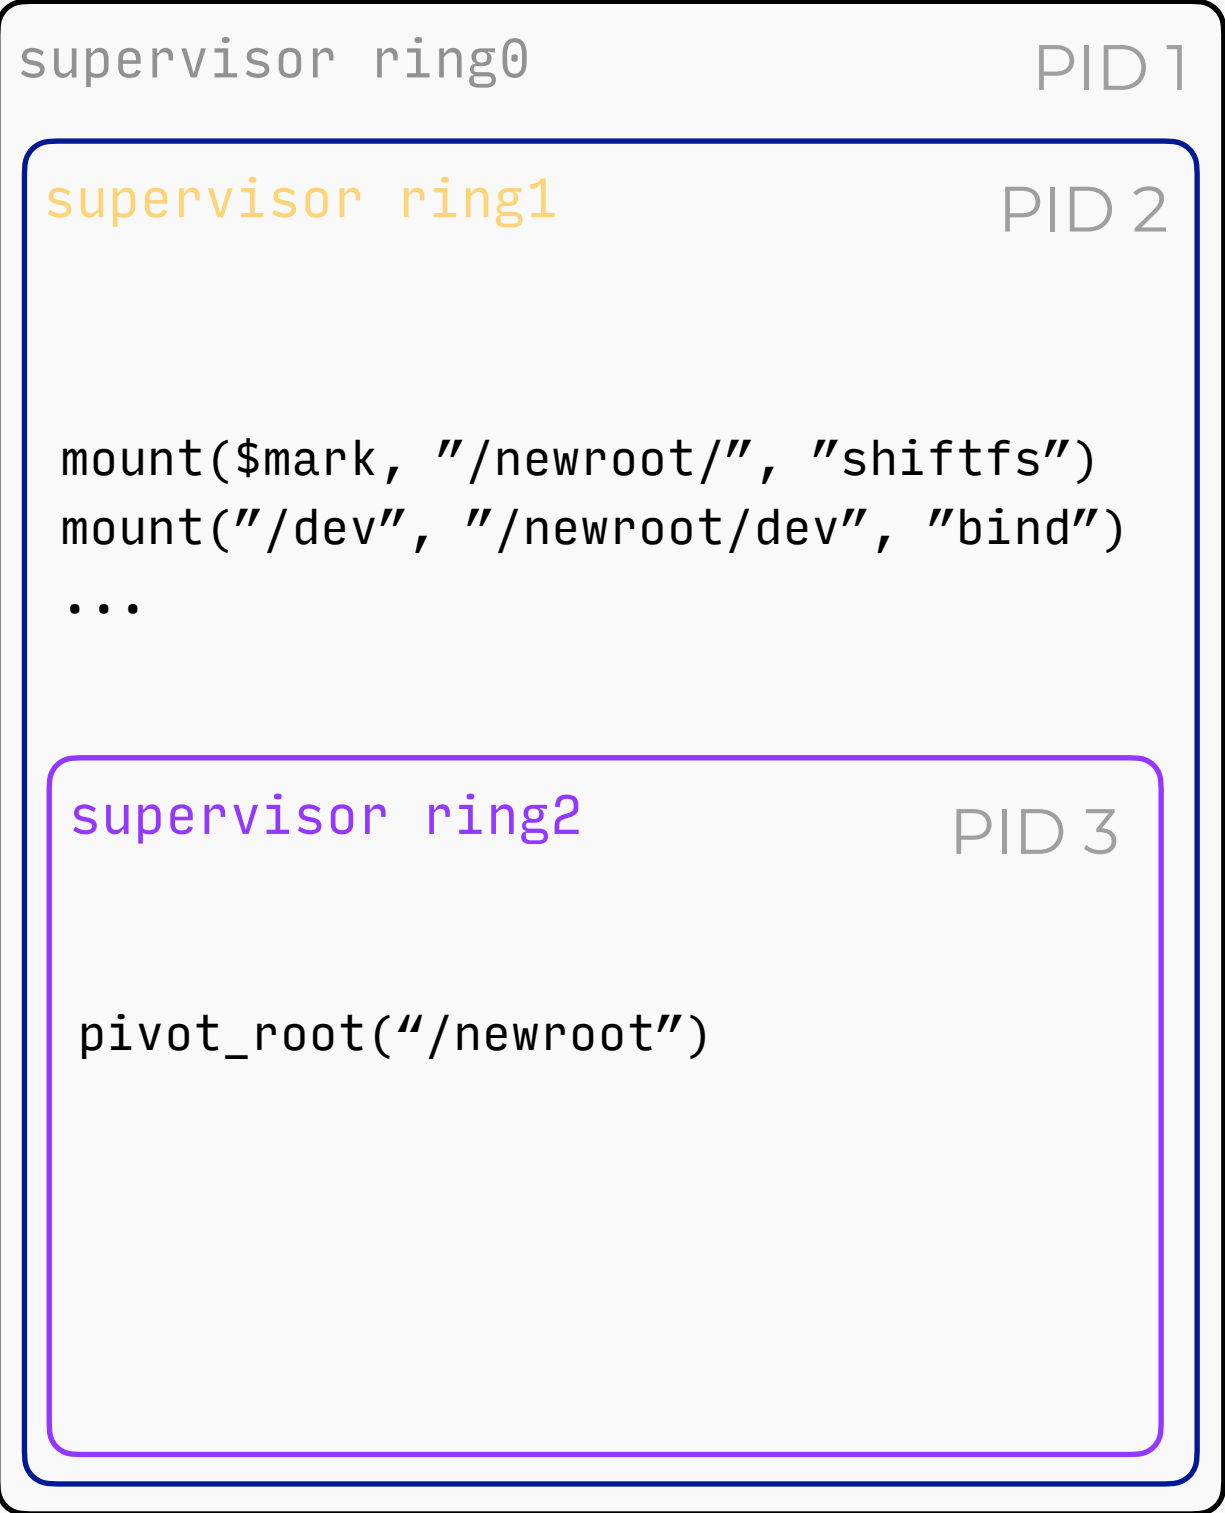 supervisor ring0 PID 1
supervisor ring1 PID 2
mount($mark, ”/newroot/”, ”shiftfs”)
mount(”/dev”, ”/newroot/dev”, ”bind”)
...
supervisor ring2 PID 3
pivot_root(“/newroot”)